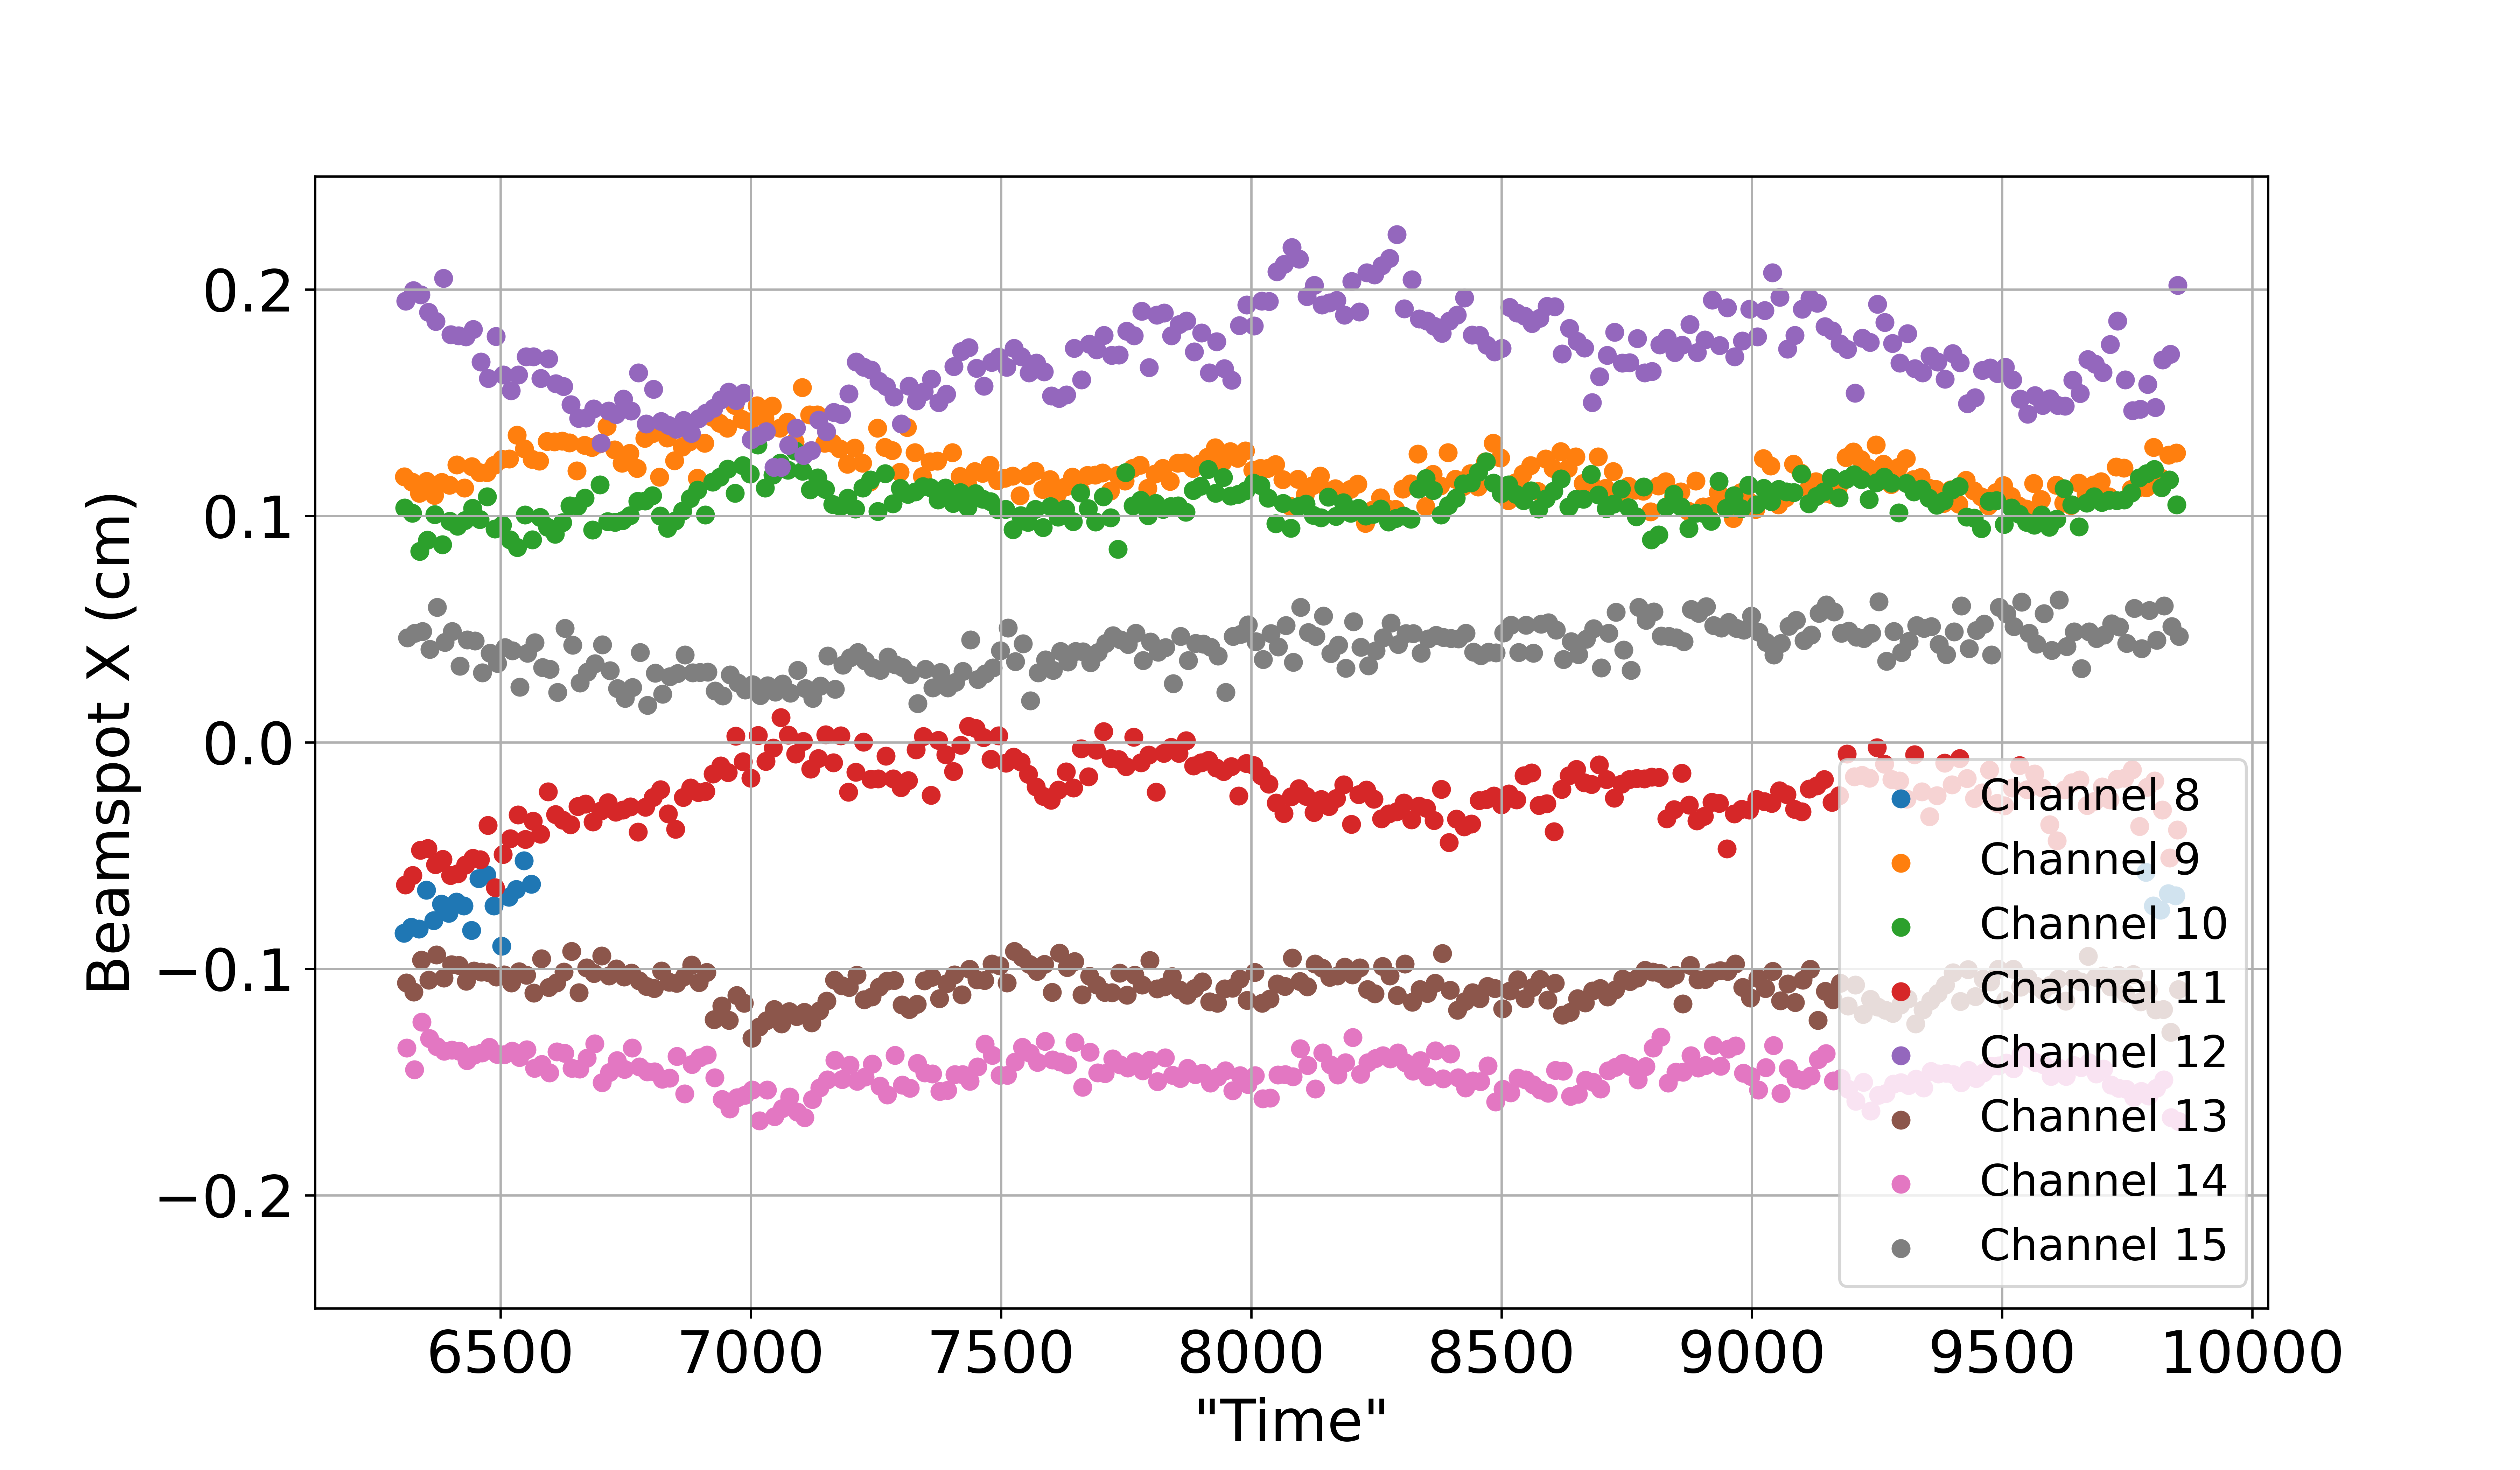 0.2
0.1
0.0
−0.1
−0.2
Beamspot x (cm)
6500 7000 7500 8000 8500 9000 9500 10000
"Time"
Channel 8
Channel 9
Channel 10
Channel 11
Channel 12
Channel 13
Channel 14
Channel 15